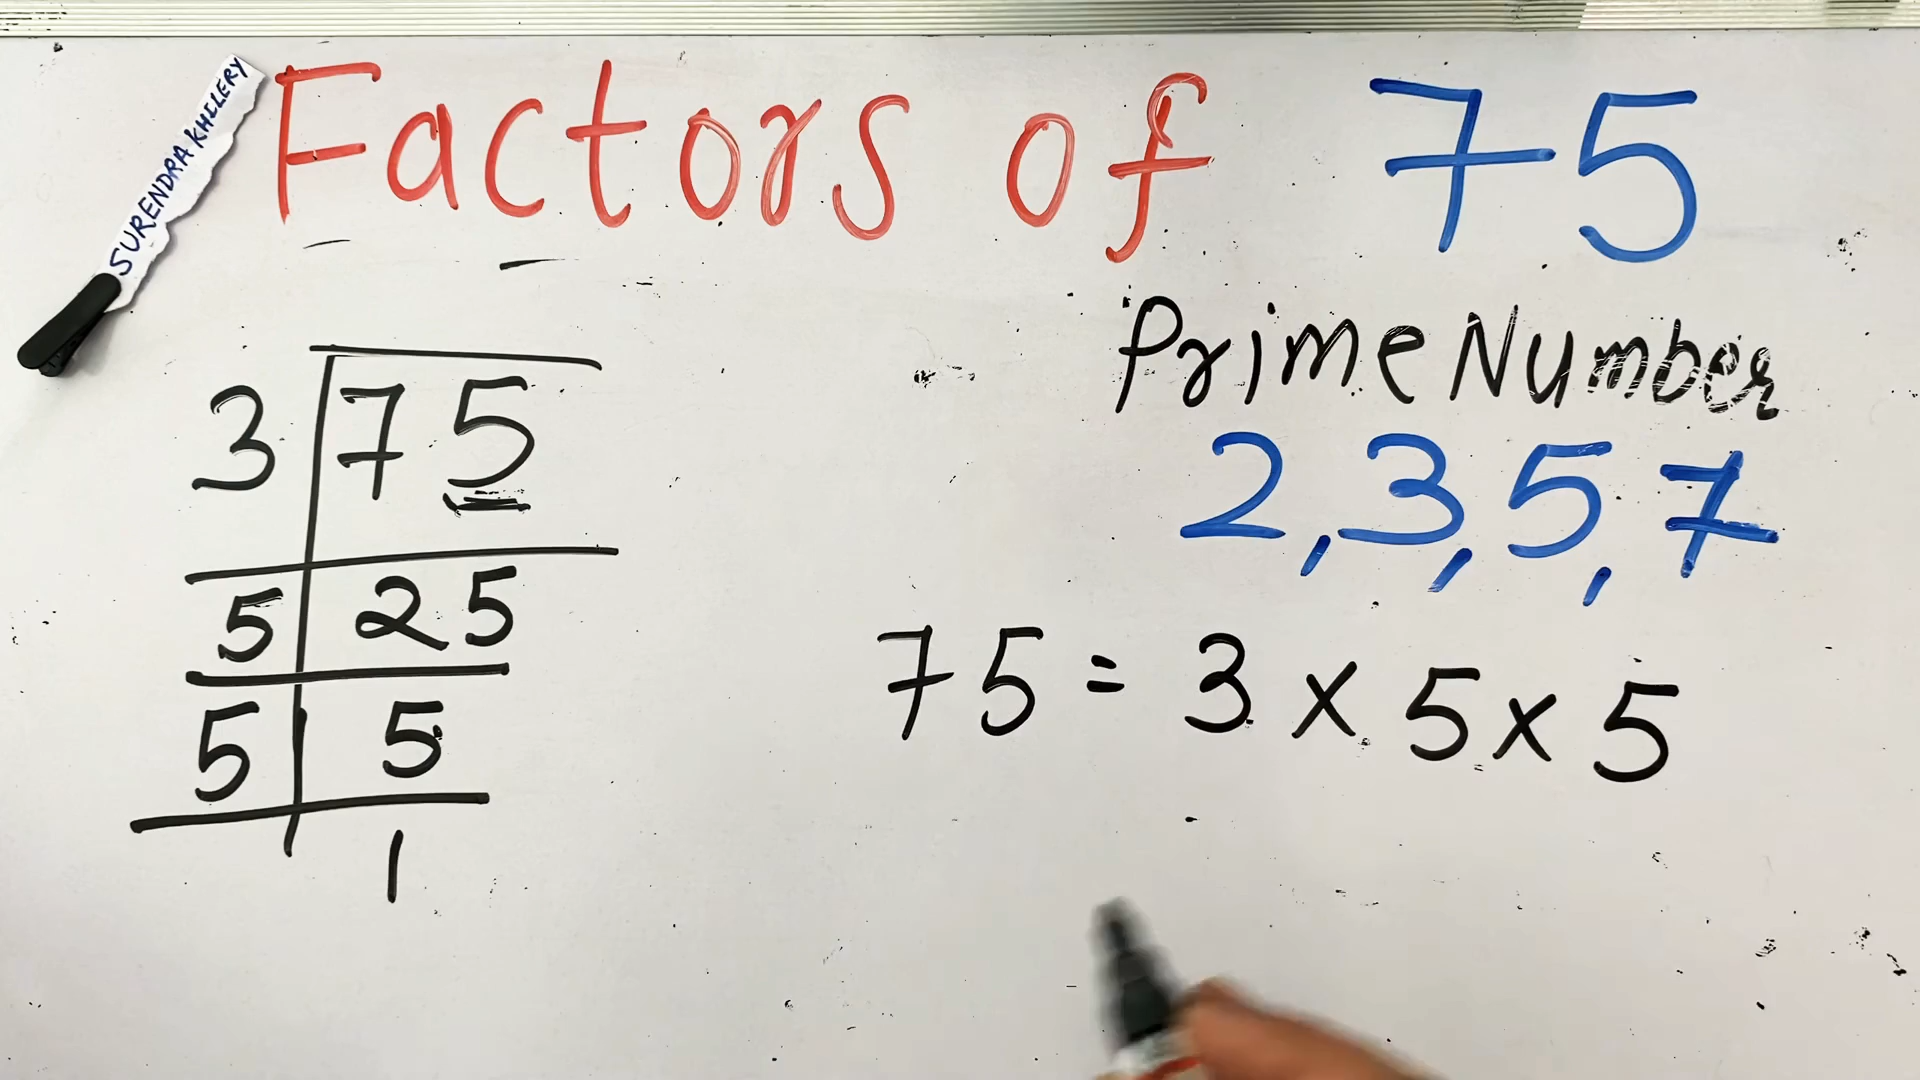 SURENDRA KHILERY
Factors of 75
Prime Number
2, 3, 5, 7
3 75
5 25
5 5
1
75 = 3 x 5 x 5